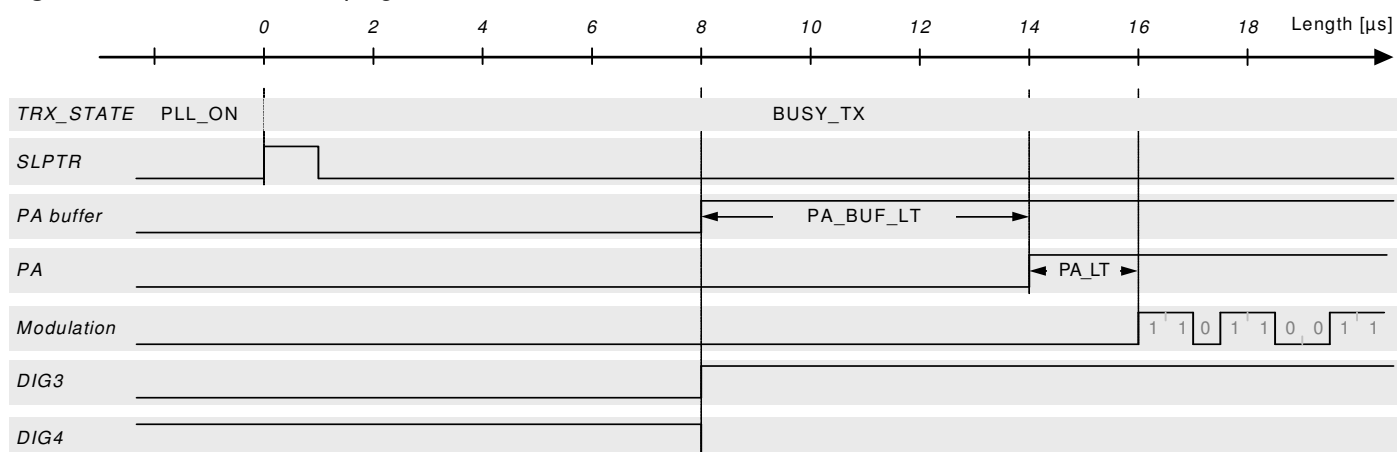 0 2 4 6 8 10 12 14 16 18 Length [µs]
TRX_STATE PLL_ON BUSY_TX
SLPTR
PA buffer PA_BUF_LT
PA PA_LT
Modulation 1 1 0 1 1 0 0 1 1
DIG3
DIG4